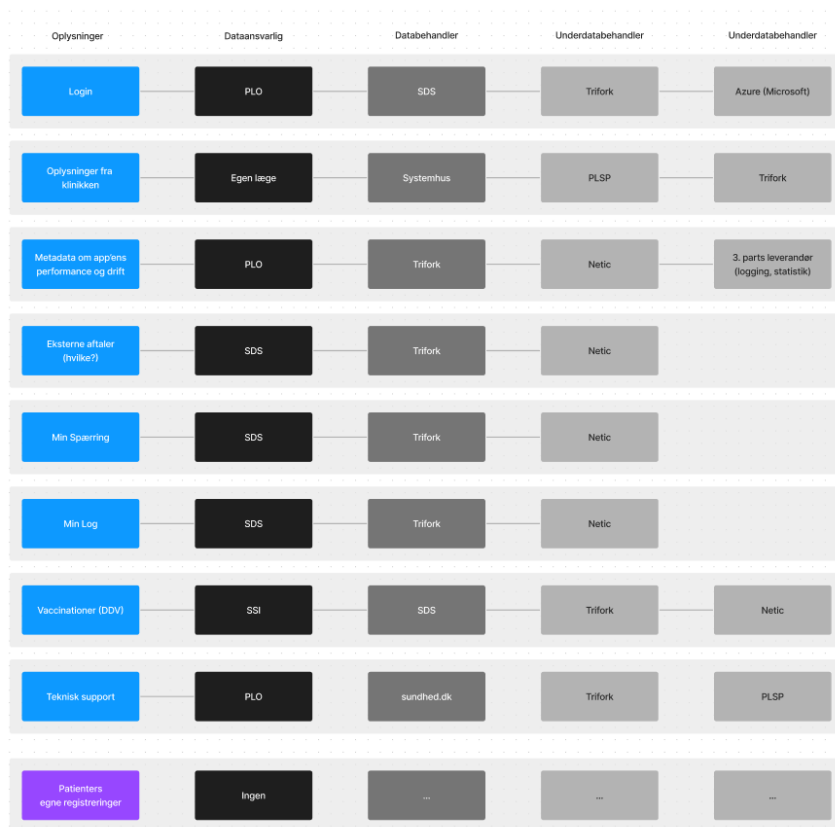 Oplysninger Dataansvarlig Databehandler Underdatabehandler Underdatabehandler
Login PLO SDS Trifork Azure (Microsoft)
Oplysninger fra
klinikken Egen læge Systemhus PLSP Trifork
Metadata om app'ens
performance og drift PLO Trifork Netic 3. parts leverandør
(logging, statistik)
Eksterne aftaler
(hvilke?) SDS Trifork Netic
Min Spærring SDS Trifork Netic
Min Log SDS Trifork Netic
Vaccinationer (DDV) SSI SDS Trifork Netic
Teknisk support PLO sundhed.dk Trifork PLSP
Patienters
egne registreringer Ingen ... ... ...